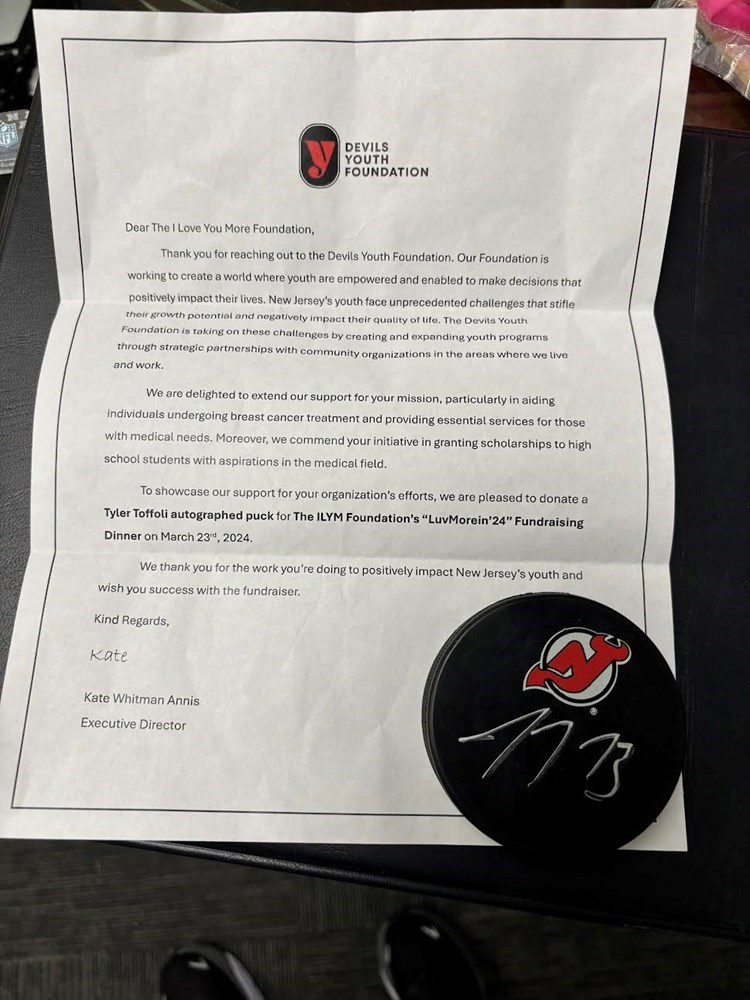 NFL
y DEVILS
YOUTH
FOUNDATION
Dear The I Love You More Foundation,
Thank you for reaching out to the Devils Youth Foundation. Our Foundation is
working to create a world where youth are empowered and enabled to make decisions that
positively impact their lives. New Jersey's youth face unprecedented challenges that stifle
their growth potential and negatively impact their quality of life. The Devils Youth
Foundation is taking on these challenges by creating and expanding youth programs
through strategic partnerships with community organizations in the areas where we live
and work.
We are delighted to extend our support for your mission, particularly in aiding
individuals undergoing breast cancer treatment and providing essential services for those
with medical needs. Moreover, we commend your initiative in granting scholarships to high
school students with aspirations in the medical field.
To showcase our support for your organization's efforts, we are pleased to donate a
Tyler Toffoli autographed puck for The ILYM Foundation's “LuvMorein’24” Fundraising
Dinner on March 23rd, 2024.
We thank you for the work you're doing to positively impact New Jersey's youth and
wish you success with the fundraiser.
Kind Regards,
Kate
Kate Whitman Annis
Executive Director
®
73